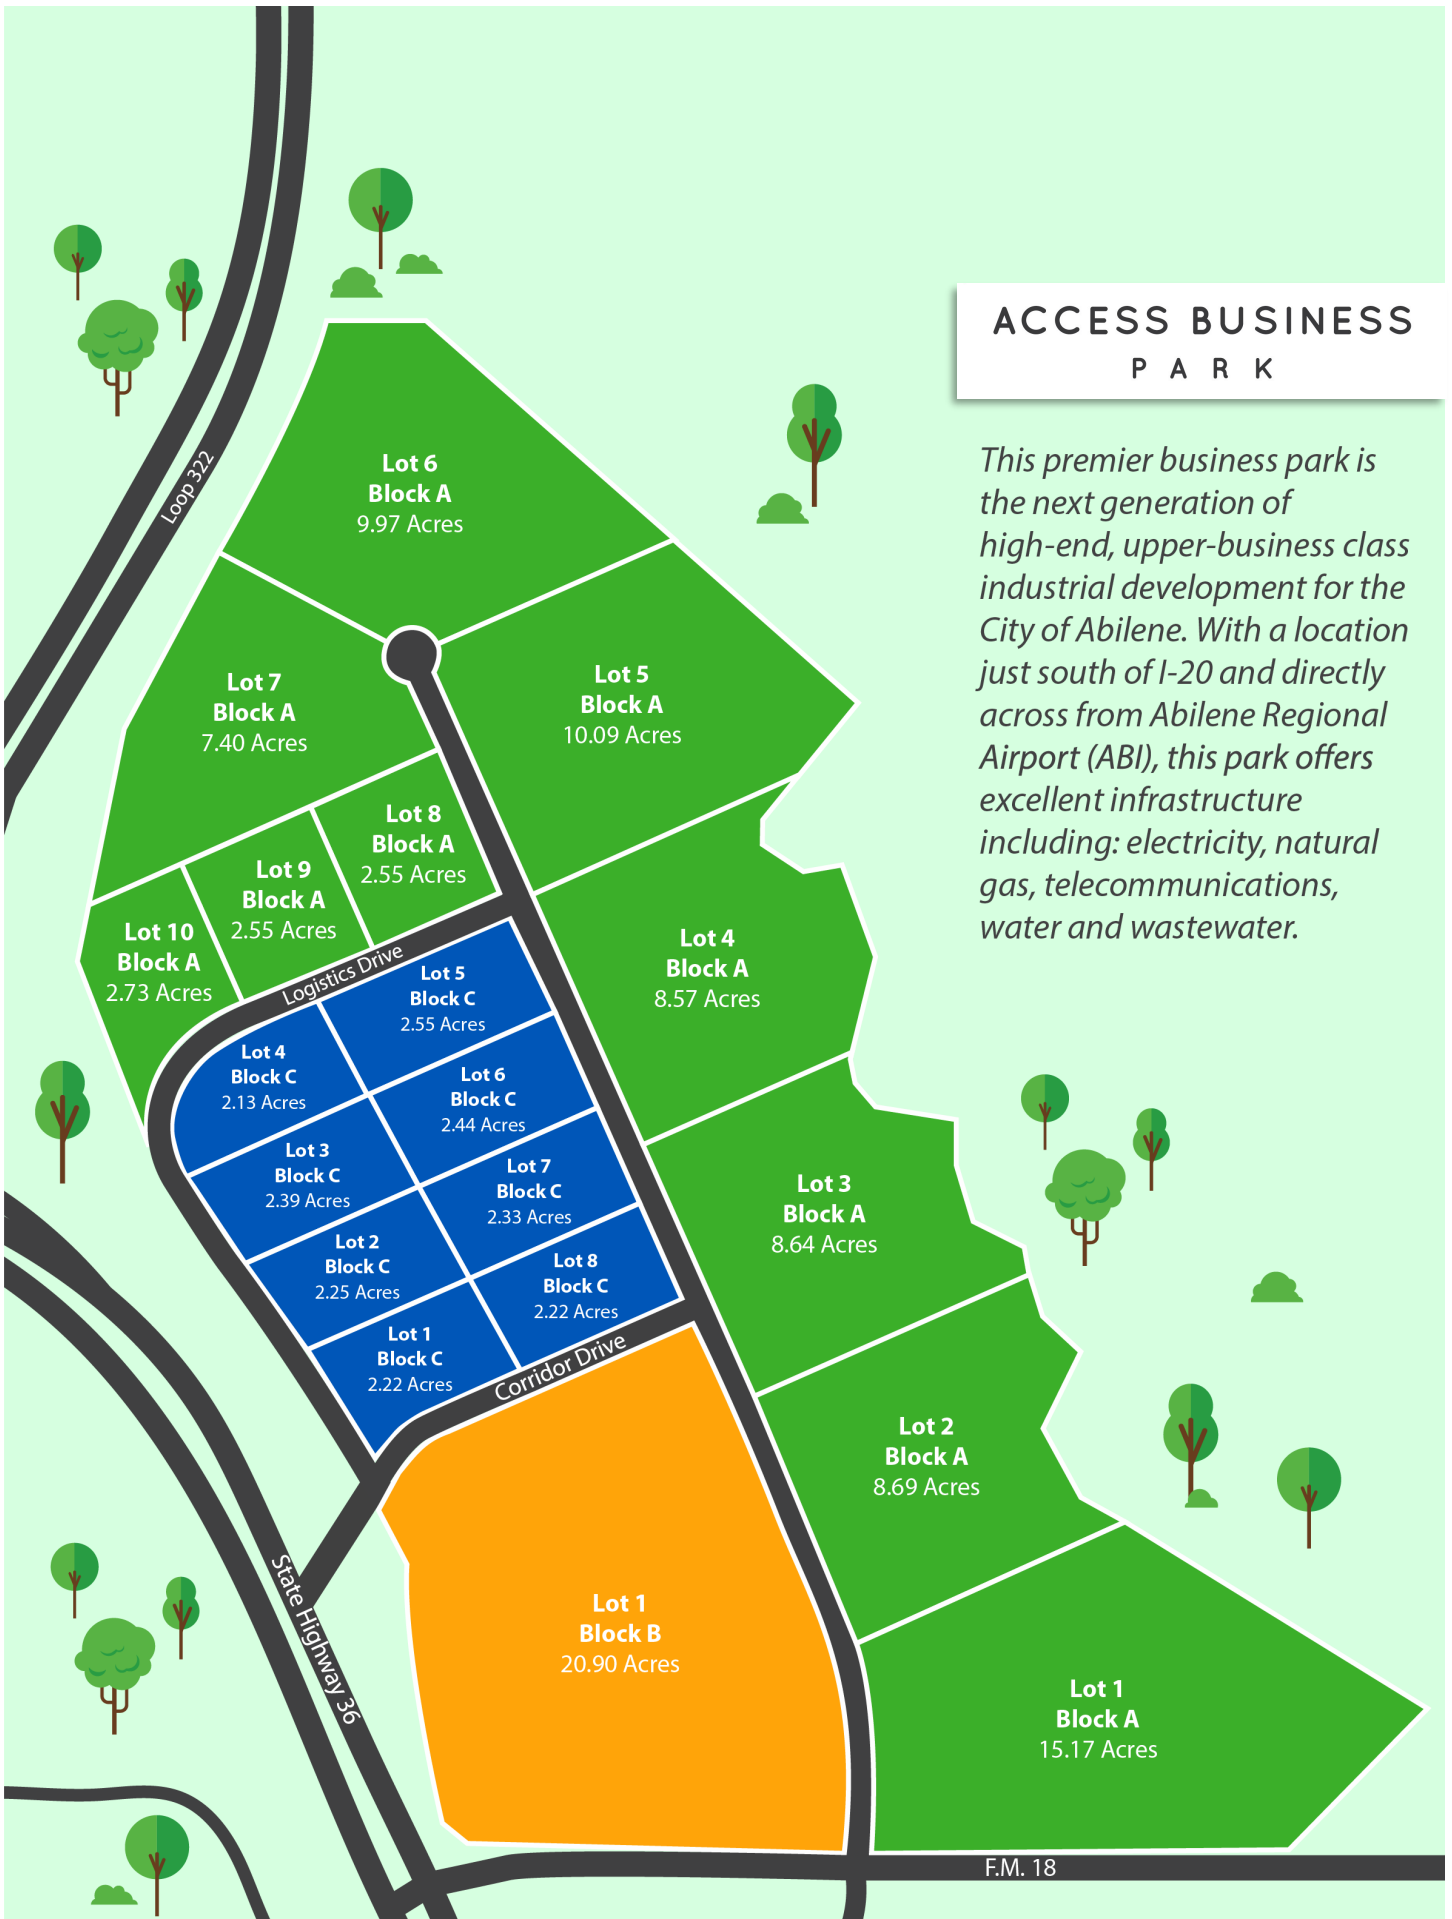 ACCESS BUSINESS
PARK
This premier business park is
the next generation of
high-end, upper-business class
industrial development for the
City of Abilene. With a location
just south of I-20 and directly
across from Abilene Regional
Airport (ABI), this park offers
excellent infrastructure
including: electricity, natural
gas, telecommunications,
water and wastewater.
Loop 322
Lot 6
Block A
9.97 Acres
Lot 7
Block A
7.40 Acres
Lot 5
Block A
10.09 Acres
Lot 8
Block A
2.55 Acres
Lot 9
Block A
2.55 Acres
Lot 10
Block A
2.73 Acres
Logistics Drive
Lot 4
Block A
8.57 Acres
Lot 5
Block C
2.55 Acres
Lot 4
Block C
2.13 Acres
Lot 6
Block C
2.44 Acres
Lot 3
Block C
2.39 Acres
Lot 7
Block C
2.33 Acres
Lot 3
Block A
8.64 Acres
Lot 2
Block C
2.25 Acres
Lot 8
Block C
2.22 Acres
Lot 1
Block C
2.22 Acres
Corridor Drive
Lot 2
Block A
8.69 Acres
State Highway 36
Lot 1
Block B
20.90 Acres
Lot 1
Block A
15.17 Acres
F.M. 18